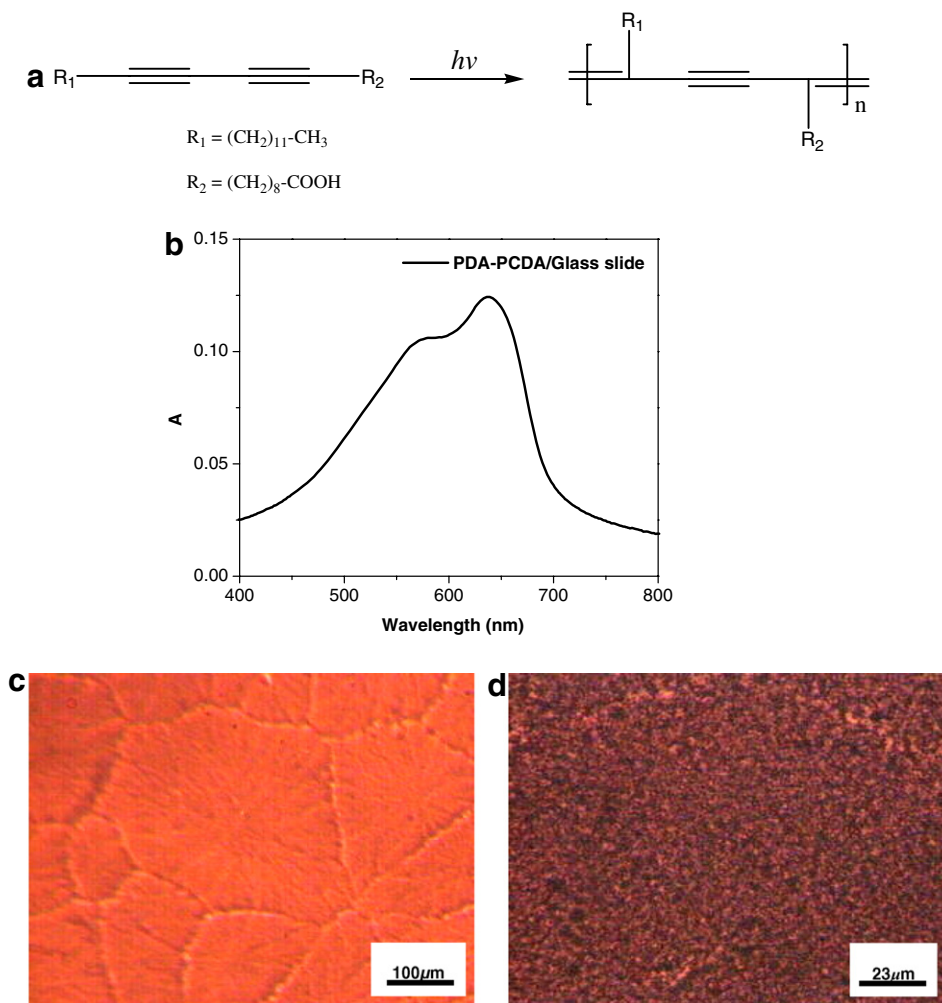 a R₁ R₂ hν R₁ R₂ n
R₁ = (CH₂)₁₁-CH₃
R₂ = (CH₂)₈-COOH
b
PDA-PCDA/Glass slide
0.15
0.10
0.05
0.00
A
400 500 600 700 800
Wavelength (nm)
c
100μm
d
23μm